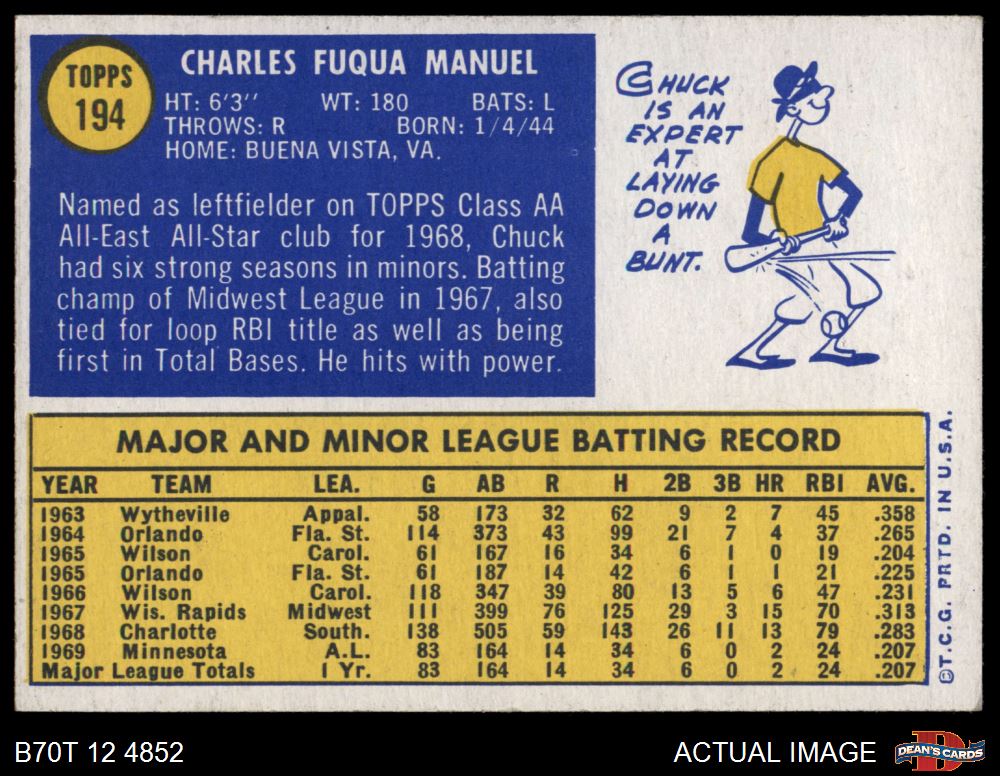 TOPPS
194
CHARLES FUQUA MANUEL
HT: 6'3" WT: 180 BATS: L
THROWS: R BORN: 1/4/44
HOME: BUENA VISTA, VA.
Named as leftfielder on TOPPS Class AA
All-East All-Star club for 1968, Chuck
had six strong seasons in minors. Batting
champ of Midwest League in 1967, also
tied for loop RBI title as well as being
first in Total Bases. He hits with power.
CHUCK
IS AN
EXPERT
AT
LAYING
DOWN
A
BUNT.
MAJOR AND MINOR LEAGUE BATTING RECORD
YEAR TEAM LEA. G AB R H 2B 3B HR RBI AVG.
1963 Wytheville Appal. 58 173 32 62 9 2 7 45 .358
1964 Orlando Fla. St. 114 373 43 99 21 7 4 37 .265
1965 Wilson Carol. 61 167 16 34 6 1 0 19 .204
1965 Orlando Fla. St. 61 187 14 42 6 1 1 21 .225
1966 Wilson Carol. 118 347 39 80 13 5 6 47 .231
1967 Wis. Rapids Midwest 111 399 76 125 29 3 15 70 .313
1968 Charlotte South. 138 505 59 143 26 11 13 79 .283
1969 Minnesota A.L. 83 164 14 34 6 0 2 24 .207
Major League Totals 1 Yr. 83 164 14 34 6 0 2 24 .207
©T.C.G. PRTD. IN U.S.A.
B70T 12 4852
ACTUAL IMAGE
D
DEAN'S CARDS